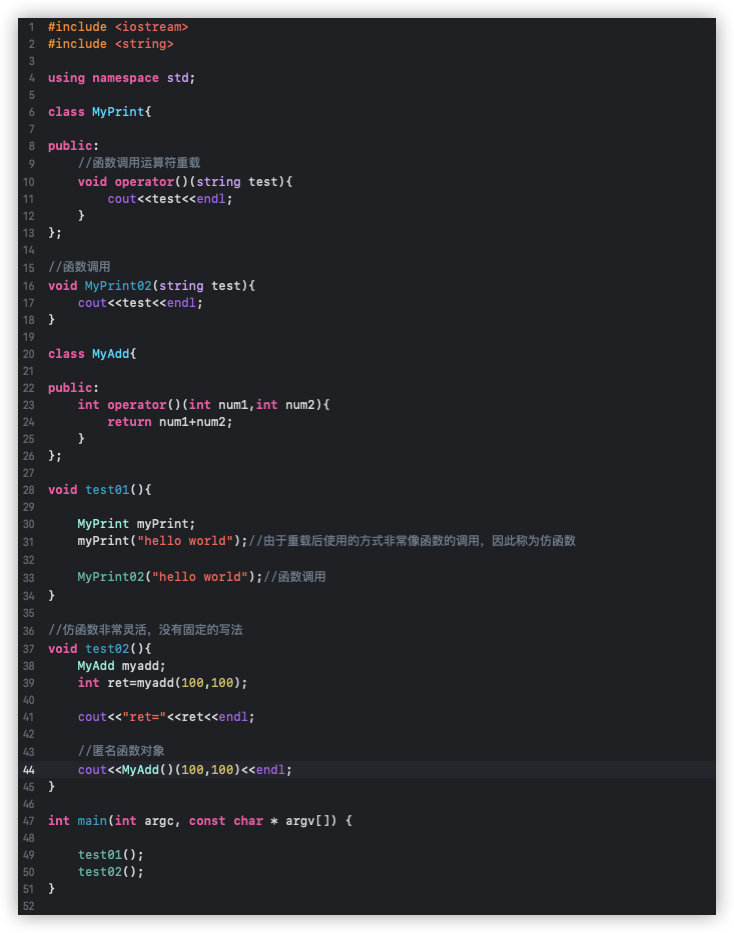 1 #include <iostream>
2 #include <string>
3
4 using namespace std;
5
6 class MyPrint{
7
8 public:
9     //函数调用运算符重载
10     void operator()(string test){
11         cout<<test<<endl;
12     }
13 };
14
15 //函数调用
16 void MyPrint02(string test){
17     cout<<test<<endl;
18 }
19
20 class MyAdd{
21
22 public:
23     int operator()(int num1,int num2){
24         return num1+num2;
25     }
26 };
27
28 void test01(){
29
30     MyPrint myPrint;
31     myPrint("hello world");//由于重载后使用的方式非常像函数的调用，因此称为仿函数
32
33     MyPrint02("hello world");//函数调用
34 }
35
36 //仿函数非常灵活，没有固定的写法
37 void test02(){
38     MyAdd myadd;
39     int ret=myadd(100,100);
40
41     cout<<"ret="<<ret<<endl;
42
43     //匿名函数对象
44     cout<<MyAdd()(100,100)<<endl;
45 }
46
47 int main(int argc, const char * argv[]) {
48
49     test01();
50     test02();
51 }
52